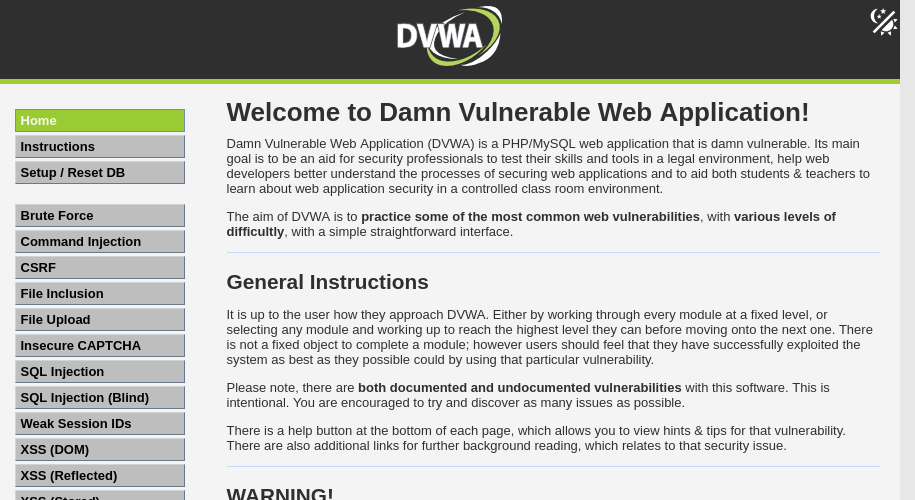 DVWA
Home
Instructions
Setup / Reset DB
Brute Force
Command Injection
CSRF
File Inclusion
File Upload
Insecure CAPTCHA
SQL Injection
SQL Injection (Blind)
Weak Session IDs
XSS (DOM)
XSS (Reflected)
XSS (Stored)
Welcome to Damn Vulnerable Web Application!
Damn Vulnerable Web Application (DVWA) is a PHP/MySQL web application that is damn vulnerable. Its main
goal is to be an aid for security professionals to test their skills and tools in a legal environment, help web
developers better understand the processes of securing web applications and to aid both students & teachers to
learn about web application security in a controlled class room environment.
The aim of DVWA is to practice some of the most common web vulnerabilities, with various levels of
difficultly, with a simple straightforward interface.
General Instructions
It is up to the user how they approach DVWA. Either by working through every module at a fixed level, or
selecting any module and working up to reach the highest level they can before moving onto the next one. There
is not a fixed object to complete a module; however users should feel that they have successfully exploited the
system as best as they possible could by using that particular vulnerability.
Please note, there are both documented and undocumented vulnerabilities with this software. This is
intentional. You are encouraged to try and discover as many issues as possible.
There is a help button at the bottom of each page, which allows you to view hints & tips for that vulnerability.
There are also additional links for further background reading, which relates to that security issue.
WARNING!